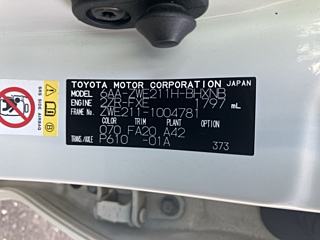 TOYOTA MOTOR CORPORATION JAPAN
MODEL 6AA-ZWE211H-BHXNB
ENGINE 2ZR-FXE 1797 mL
FRAME No. ZWE211-1004781
COLOR TRIM PLANT OPTION
070 FA20 A42
TRANS./AXLE P610 -01A
373